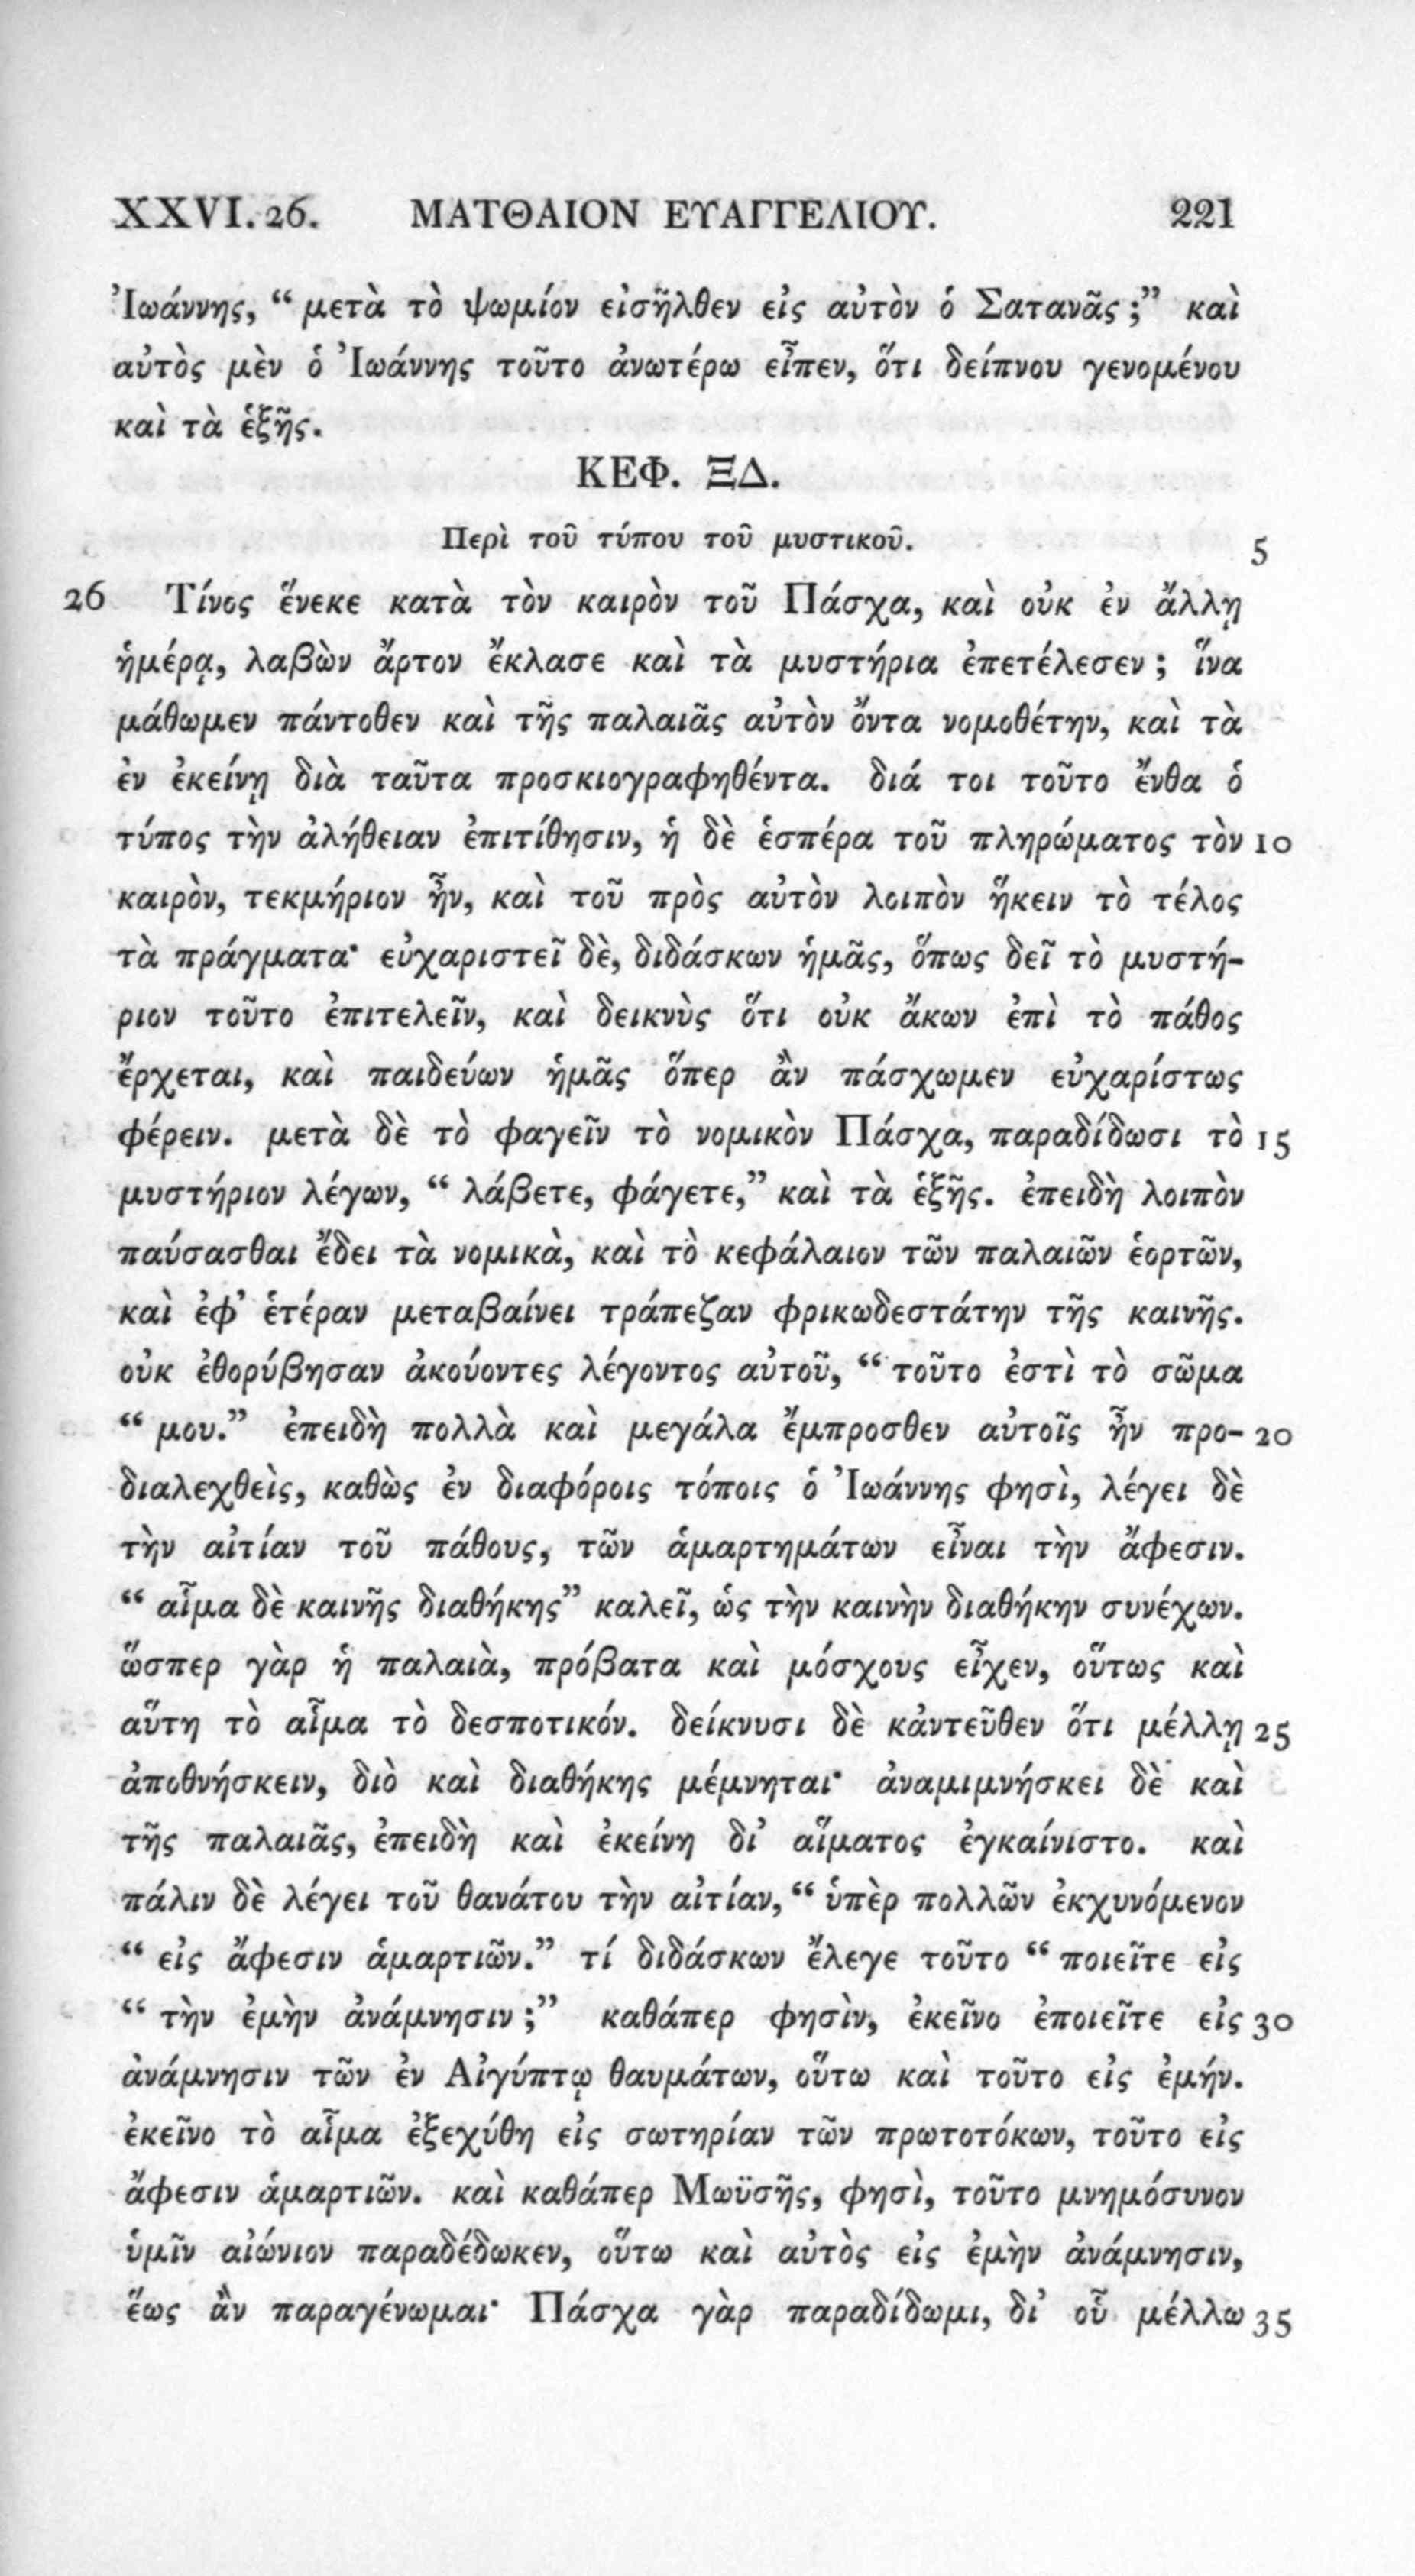 XXVI. 26. ΜΑΤΘΑΙΟΝ ΕΥΑΓΓΕΛΙΟΥ. 221
Ἰωάννης, “ μετὰ τὸ ψωμίον εἰσῆλθεν εἰς αὐτὸν ὁ Σατανᾶς ;” καὶ
αὐτὸς μὲν ὁ Ἰωάννης τοῦτο ἀνωτέρω εἶπεν, ὅτι δείπνου γενομένου
καὶ τὰ ἑξῆς.
ΚΕΦ. ΞΔ.
Περὶ τοῦ τύπου τοῦ μυστικοῦ. 5
26 Τίνος ἕνεκε κατὰ τὸν καιρὸν τοῦ Πάσχα, καὶ οὐκ ἐν ἄλλῃ
ἡμέρᾳ, λαβὼν ἄρτον ἔκλασε καὶ τὰ μυστήρια ἐπετέλεσεν ; ἵνα
μάθωμεν πάντοθεν καὶ τῆς παλαιᾶς αὐτὸν ὄντα νομοθέτην, καὶ τὰ
ἐν ἐκείνῃ διὰ ταῦτα προσκιογραφηθέντα. διά τοι τοῦτο ἔνθα ὁ
τύπος τὴν ἀλήθειαν ἐπιτίθησιν, ἡ δὲ ἑσπέρα τοῦ πληρώματος τὸν 10
καιρὸν, τεκμήριον ἦν, καὶ τοῦ πρὸς αὐτὸν λοιπὸν ἥκειν τὸ τέλος
τὰ πράγματα· εὐχαριστεῖ δὲ, διδάσκων ἡμᾶς, ὅπως δεῖ τὸ μυστή-
ριον τοῦτο ἐπιτελεῖν, καὶ δεικνὺς ὅτι οὐκ ἄκων ἐπὶ τὸ πάθος
ἔρχεται, καὶ παιδεύων ἡμᾶς ὅπερ ἂν πάσχωμεν εὐχαρίστως
φέρειν. μετὰ δὲ τὸ φαγεῖν τὸ νομικὸν Πάσχα, παραδίδωσι τὸ 15
μυστήριον λέγων, “ λάβετε, φάγετε,” καὶ τὰ ἑξῆς. ἐπειδὴ λοιπὸν
παύσασθαι ἔδει τὰ νομικὰ, καὶ τὸ κεφάλαιον τῶν παλαιῶν ἑορτῶν,
καὶ ἐφ’ ἑτέραν μεταβαίνει τράπεζαν φρικωδεστάτην τῆς καινῆς.
οὐκ ἐθορύβησαν ἀκούοντες λέγοντος αὐτοῦ, “ τοῦτο ἐστὶ τὸ σῶμα
“ μου.” ἐπειδὴ πολλὰ καὶ μεγάλα ἔμπροσθεν αὐτοῖς ἦν προ- 20
διαλεχθεὶς, καθὼς ἐν διαφόροις τόποις ὁ Ἰωάννης φησὶ, λέγει δὲ
τὴν αἰτίαν τοῦ πάθους, τῶν ἁμαρτημάτων εἶναι τὴν ἄφεσιν.
“ αἷμα δὲ καινῆς διαθήκης” καλεῖ, ὡς τὴν καινὴν διαθήκην συνέχων.
ὥσπερ γὰρ ἡ παλαιὰ, πρόβατα καὶ μόσχους εἶχεν, οὕτως καὶ
αὕτη τὸ αἷμα τὸ δεσποτικόν. δείκνυσι δὲ κἀντεῦθεν ὅτι μέλλῃ 25
ἀποθνήσκειν, διὸ καὶ διαθήκης μέμνηται· ἀναμιμνήσκει δὲ καὶ
τῆς παλαιᾶς, ἐπειδὴ καὶ ἐκείνη δι’ αἵματος ἐγκαίνιστο. καὶ
πάλιν δὲ λέγει τοῦ θανάτου τὴν αἰτίαν, “ ὑπὲρ πολλῶν ἐκχυνόμενον
“ εἰς ἄφεσιν ἁμαρτιῶν.” τί διδάσκων ἔλεγε τοῦτο “ ποιεῖτε εἰς
“ τὴν ἐμὴν ἀνάμνησιν ;” καθάπερ φησὶν, ἐκεῖνο ἐποιεῖτε εἰς 30
ἀνάμνησιν τῶν ἐν Αἰγύπτῳ θαυμάτων, οὕτω καὶ τοῦτο εἰς ἐμήν.
ἐκεῖνο τὸ αἷμα ἐξεχύθη εἰς σωτηρίαν τῶν πρωτοτόκων, τοῦτο εἰς
ἄφεσιν ἁμαρτιῶν. καὶ καθάπερ Μωϋσῆς, φησὶ, τοῦτο μνημόσυνον
ὑμῖν αἰώνιον παραδέδωκεν, οὕτω καὶ αὐτὸς εἰς ἐμὴν ἀνάμνησιν,
ἕως ἂν παραγένωμαι· Πάσχα γὰρ παραδίδωμι, δι’ οὗ μέλλω 35